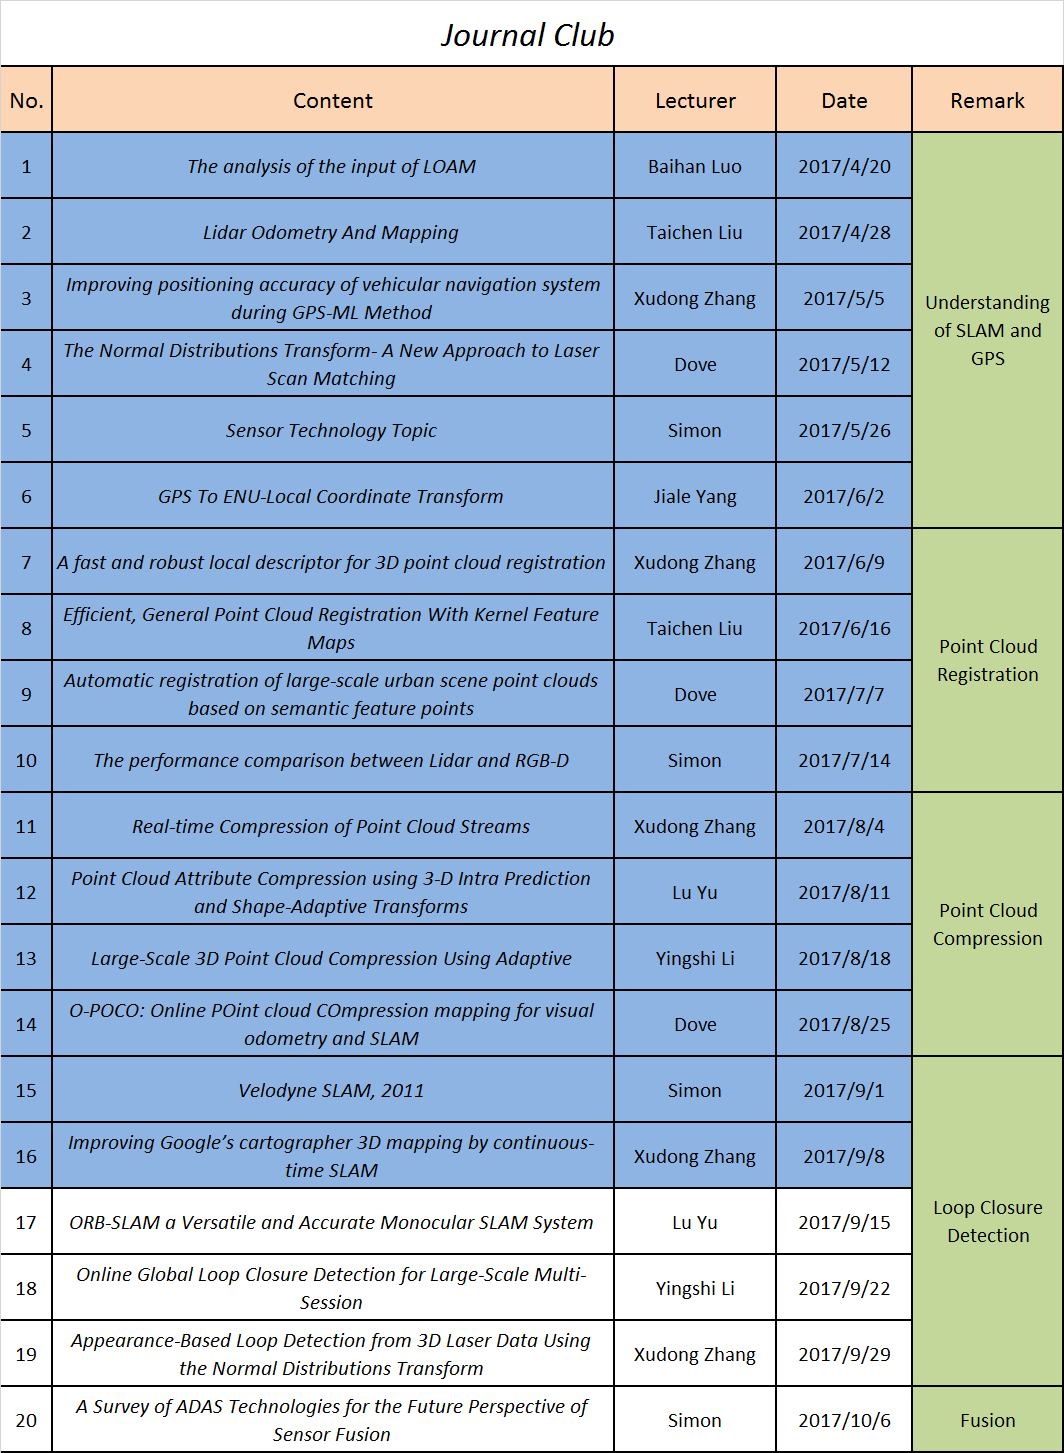 Journal Club
No. Content Lecturer Date Remark
1 The analysis of the input of LOAM Baihan Luo 2017/4/20
2 Lidar Odometry And Mapping Taichen Liu 2017/4/28
3 Improving positioning accuracy of vehicular navigation system
during GPS-ML Method Xudong Zhang 2017/5/5
4 The Normal Distributions Transform- A New Approach to Laser
Scan Matching Dove 2017/5/12
5 Sensor Technology Topic Simon 2017/5/26
6 GPS To ENU-Local Coordinate Transform Jiale Yang 2017/6/2
Understanding
of SLAM and
GPS
7 A fast and robust local descriptor for 3D point cloud registration Xudong Zhang 2017/6/9
8 Efficient, General Point Cloud Registration With Kernel Feature
Maps Taichen Liu 2017/6/16
9 Automatic registration of large-scale urban scene point clouds
based on semantic feature points Dove 2017/7/7
10 The performance comparison between Lidar and RGB-D Simon 2017/7/14
Point Cloud
Registration
11 Real-time Compression of Point Cloud Streams Xudong Zhang 2017/8/4
12 Point Cloud Attribute Compression using 3-D Intra Prediction
and Shape-Adaptive Transforms Lu Yu 2017/8/11
13 Large-Scale 3D Point Cloud Compression Using Adaptive Yingshi Li 2017/8/18
14 O-POCO: Online POint cloud COmpression mapping for visual
odometry and SLAM Dove 2017/8/25
Point Cloud
Compression
15 Velodyne SLAM, 2011 Simon 2017/9/1
16 Improving Google's cartographer 3D mapping by continuous-
time SLAM Xudong Zhang 2017/9/8
17 ORB-SLAM a Versatile and Accurate Monocular SLAM System Lu Yu 2017/9/15
18 Online Global Loop Closure Detection for Large-Scale Multi-
Session Yingshi Li 2017/9/22
19 Appearance-Based Loop Detection from 3D Laser Data Using
the Normal Distributions Transform Xudong Zhang 2017/9/29
Loop Closure
Detection
20 A Survey of ADAS Technologies for the Future Perspective of
Sensor Fusion Simon 2017/10/6 Fusion